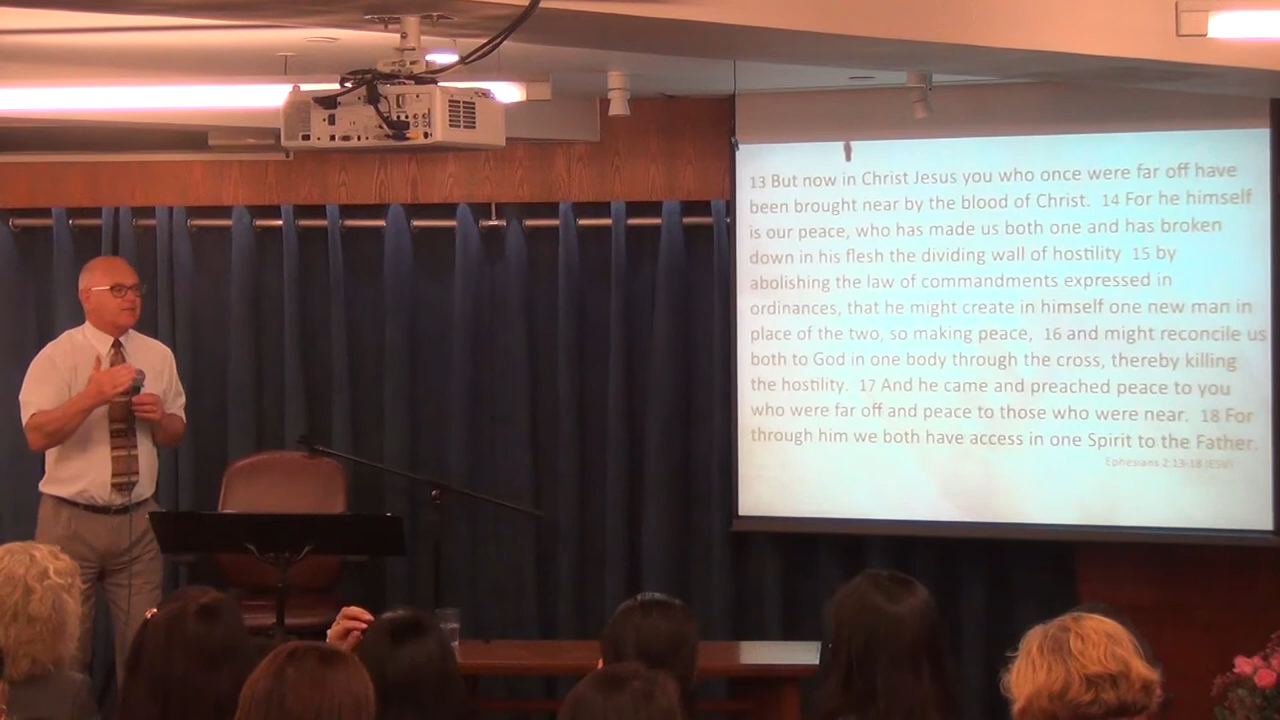 13 But now in Christ Jesus you who once were far off have
been brought near by the blood of Christ. 14 For he himself
is our peace, who has made us both one and has broken
down in his flesh the dividing wall of hostility 15 by
abolishing the law of commandments expressed in
ordinances, that he might create in himself one new man in
place of the two, so making peace, 16 and might reconcile us
both to God in one body through the cross, thereby killing
the hostility. 17 And he came and preached peace to you
who were far off and peace to those who were near. 18 For
through him we both have access in one Spirit to the Father.
Ephesians 2:13-18 (ESV)